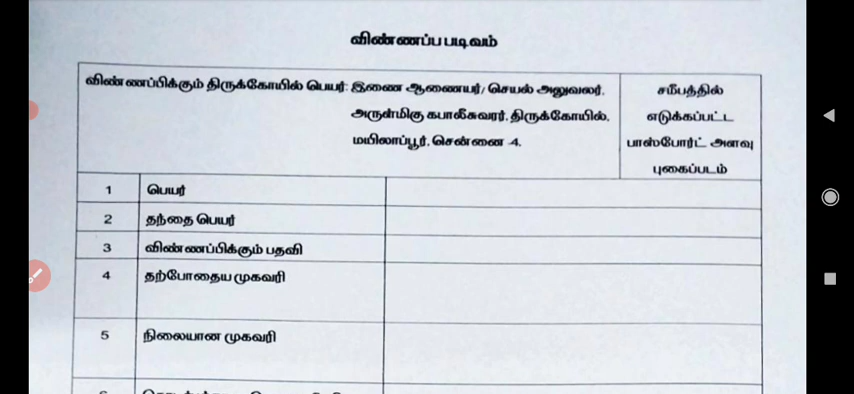 விண்ணப்ப படிவம்
விண்ணப்பிக்கும் திருக்கோயில் பெயர்: இணை ஆணையர்/ செயல் அலுவலர்,
அருள்மிகு கபாலீசுவரர், திருக்கோயில்,
மயிலாப்பூர், சென்னை -4.
சமீபத்தில்
எடுக்கப்பட்ட
பாஸ்போர்ட் அளவு
புகைப்படம்
1 பெயர்
2 தந்தை பெயர்
3 விண்ணப்பிக்கும் பதவி
4 தற்போதைய முகவரி
5 நிலையான முகவரி